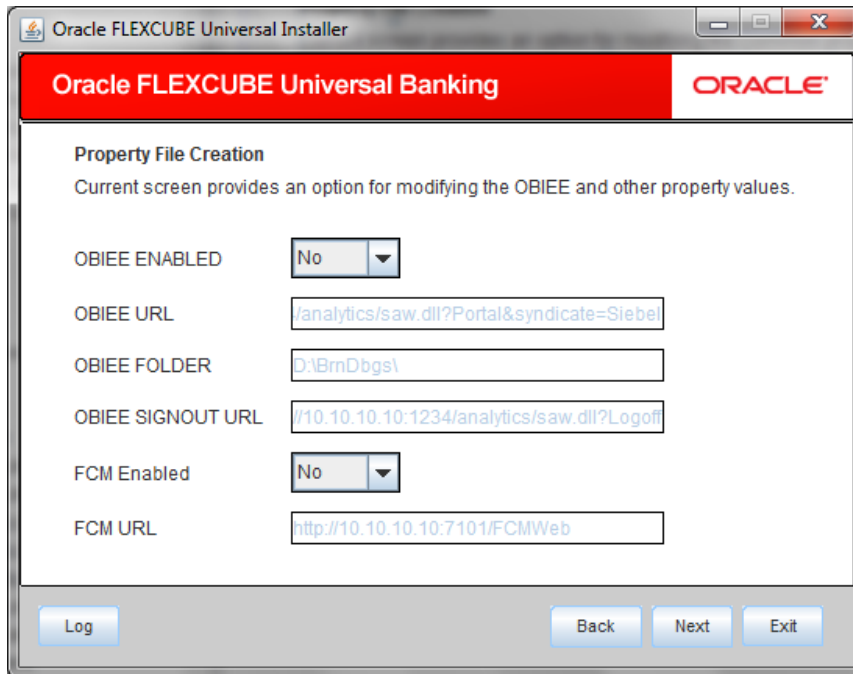 Oracle FLEXCUBE Universal Installer
Oracle FLEXCUBE Universal Banking
ORACLE
Property File Creation
Current screen provides an option for modifying the OBIEE and other property values.
OBIEE ENABLED No
OBIEE URL /analytics/saw.dll?Portal&syndicate=Siebel
OBIEE FOLDER D:\BrnDbgs\
OBIEE SIGNOUT URL //10.10.10.10:1234/analytics/saw.dll?Logoff
FCM Enabled No
FCM URL http://10.10.10.10:7101/FCMWeb
Log Back Next Exit